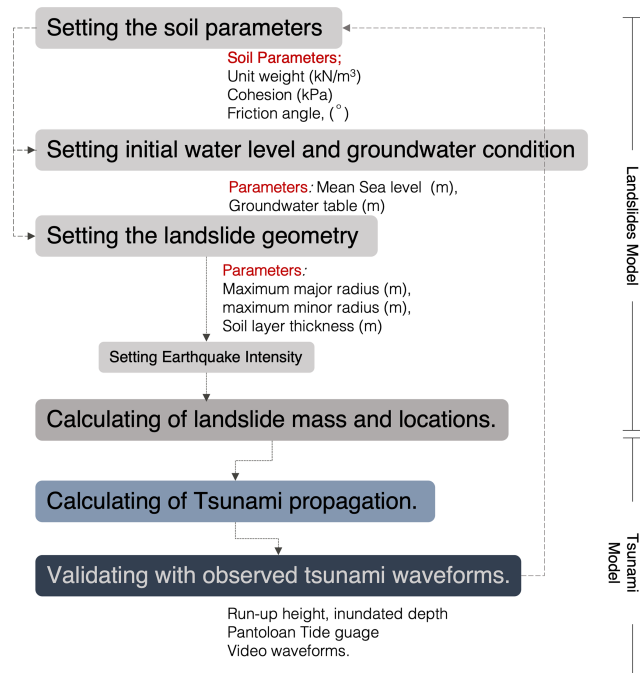 Setting the soil parameters
Soil Parameters;
Unit weight (kN/m³)
Cohesion (kPa)
Friction angle, (°)
Setting initial water level and groundwater condition
Parameters.: Mean Sea level (m),
Groundwater table (m)
Setting the landslide geometry
Parameters.:
Maximum major radius (m),
maximum minor radius (m),
Soil layer thickness (m)
Setting Earthquake Intensity
Calculating of landslide mass and locations.
Calculating of Tsunami propagation.
Validating with observed tsunami waveforms.
Run-up height, inundated depth
Pantoloan Tide guage
Video waveforms.
Landslides Model
Tsunami
Model